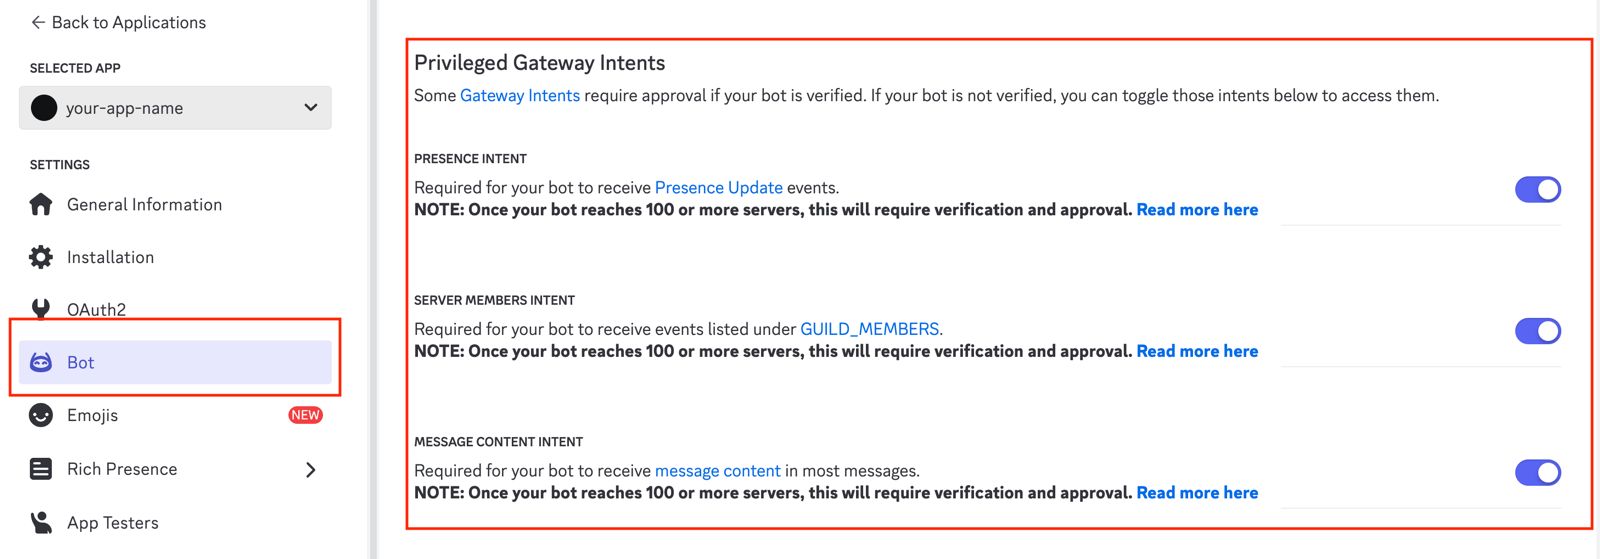 Back to Applications
SELECTED APP
your-app-name
SETTINGS
General Information
Installation
OAuth2
Bot
Emojis
NEW
Rich Presence
App Testers
Privileged Gateway Intents
Some Gateway Intents require approval if your bot is verified. If your bot is not verified, you can toggle those intents below to access them.
PRESENCE INTENT
Required for your bot to receive Presence Update events.
NOTE: Once your bot reaches 100 or more servers, this will require verification and approval. Read more here
SERVER MEMBERS INTENT
Required for your bot to receive events listed under GUILD_MEMBERS.
NOTE: Once your bot reaches 100 or more servers, this will require verification and approval. Read more here
MESSAGE CONTENT INTENT
Required for your bot to receive message content in most messages.
NOTE: Once your bot reaches 100 or more servers, this will require verification and approval. Read more here